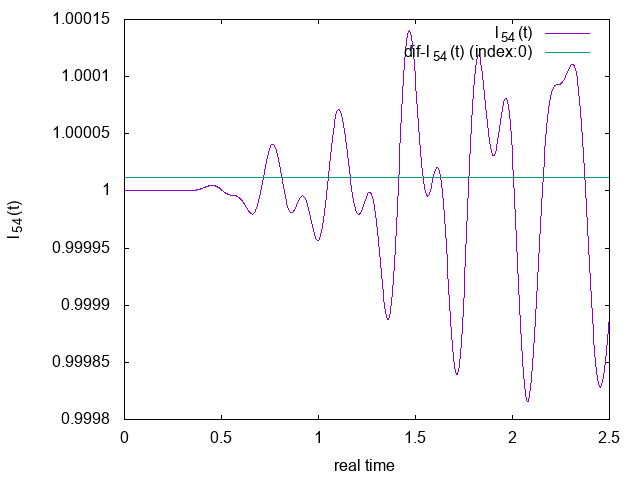 1.00015
1.0001
1.00005
1
0.99995
0.9999
0.99985
0.9998
I54(t)
I54(t)
dif-I54(t) (index:0)
0 0.5 1 1.5 2 2.5
real time